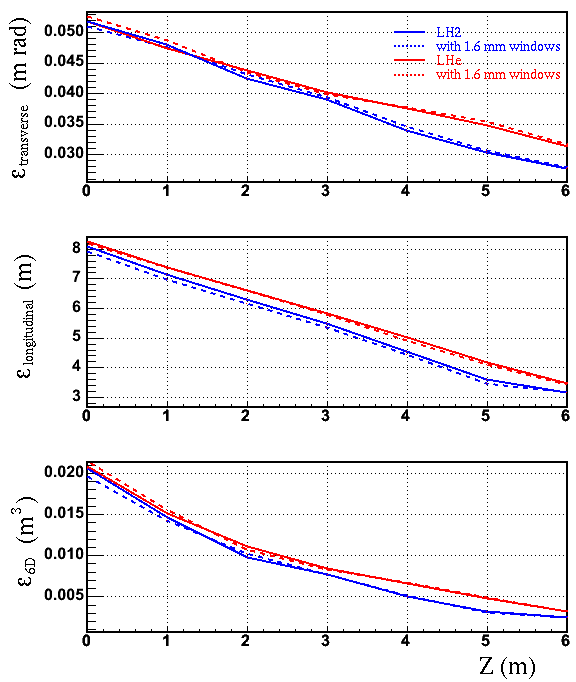 0.050
0.045
0.040
0.035
0.030
ε transverse (m rad)
LH2
with 1.6 mm windows
LHe
with 1.6 mm windows
0 1 2 3 4 5 6
8
7
6
5
4
3
ε longitudinal (m)
0 1 2 3 4 5 6
0.020
0.015
0.010
0.005
ε 6D (m³)
0 1 2 3 4 5 6
Z (m)